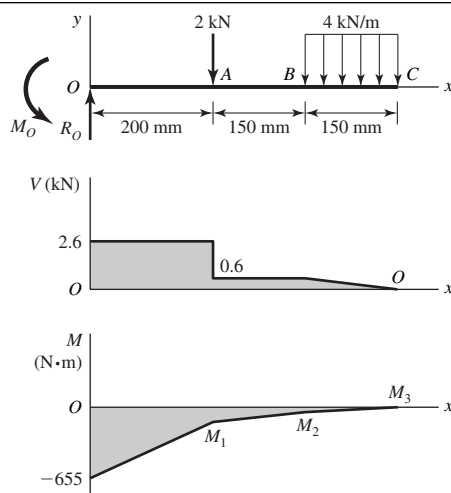 y
2 kN
4 kN/m
A
B
C
O
x
M_O
R_O
200 mm
150 mm
150 mm
V (kN)
2.6
0.6
O
O
x
M
(N•m)
O
M_3
x
M_1
M_2
−655